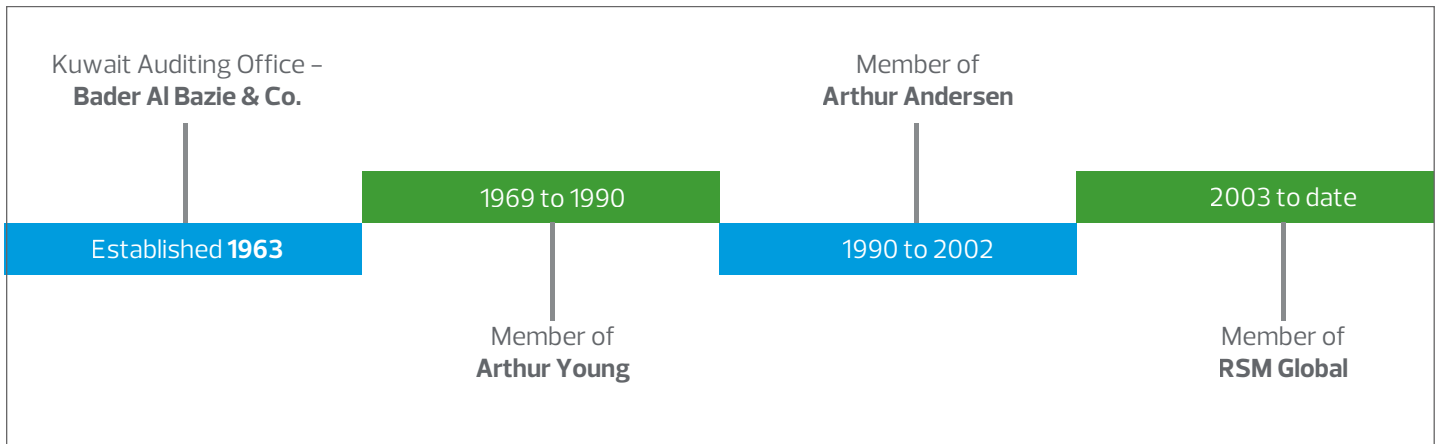 Kuwait Auditing Office –
Bader Al Bazie & Co.
Established 1963
1969 to 1990
Member of
Arthur Young
Member of
Arthur Andersen
1990 to 2002
2003 to date
Member of
RSM Global